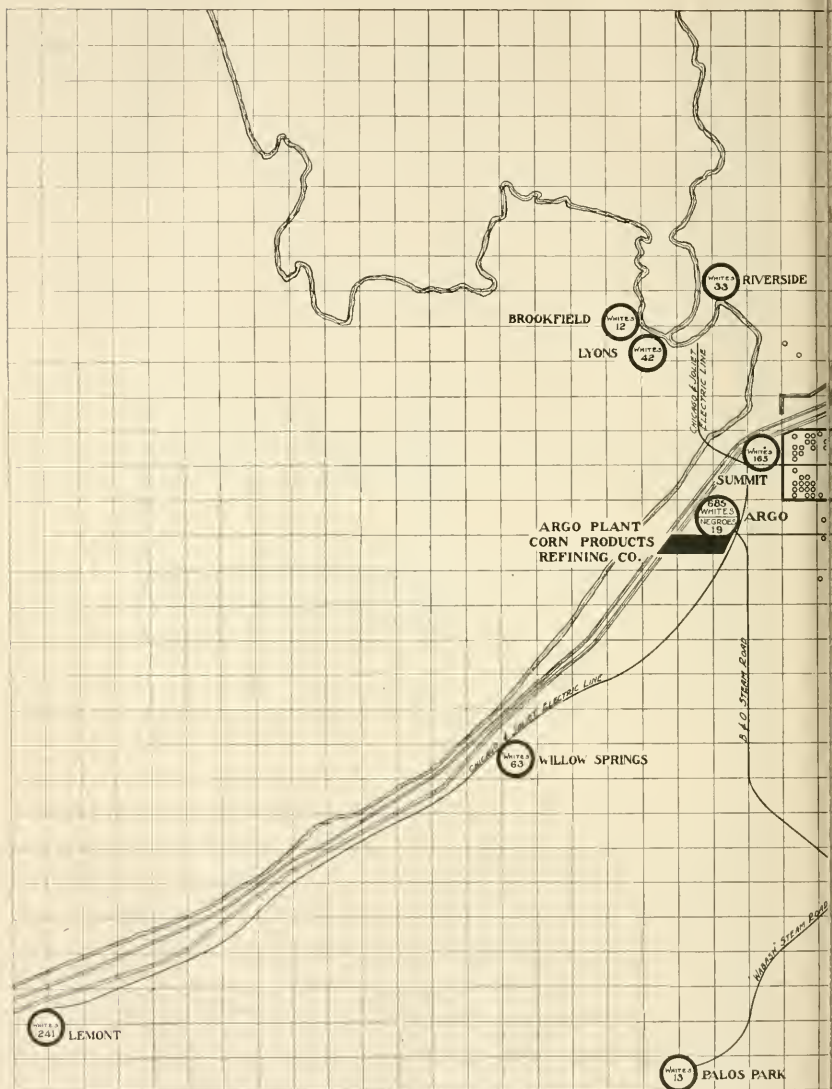 WHITES
33
RIVERSIDE
BROOKFIELD
WHITES
12
LYONS
WHITES
42
CHICAGO & JOLIET
ELECTRIC LINE
WHITES
163
SUMMIT
685
WHITES
NEGROES
19
ARGO
ARGO PLANT
CORN PRODUCTS
REFINING CO.
B & O STEAM ROAD
CHICAGO & JOLIET ELECTRIC LINE
WHITES
63
WILLOW SPRINGS
WABASH STEAM ROAD
WHITES
241
LEMONT
WHITES
13
PALOS PARK